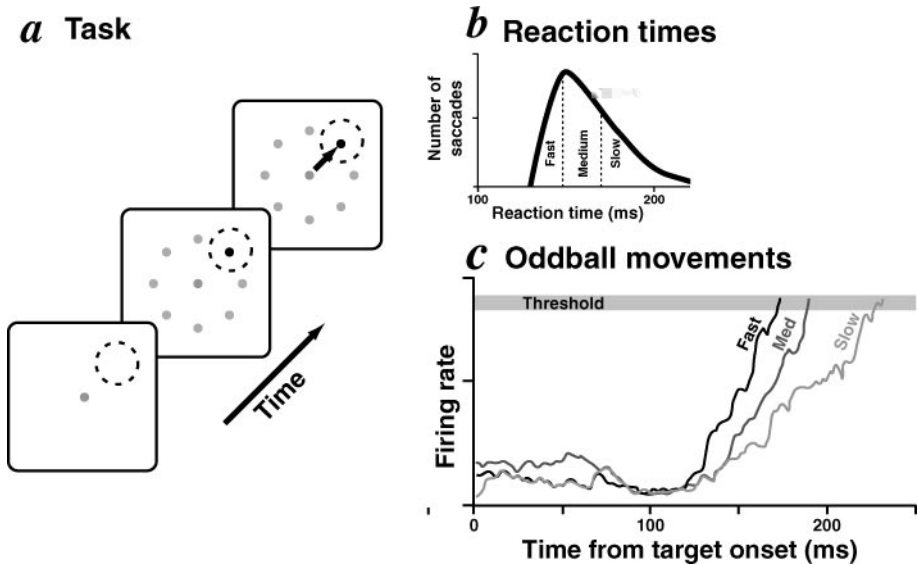 a Task
Time
b Reaction times
Number of
saccades
Fast
Medium
Slow
100
200
Reaction time (ms)
c Oddball movements
Threshold
Fast
Med
Slow
Firing rate
-
0
100
200
Time from target onset (ms)